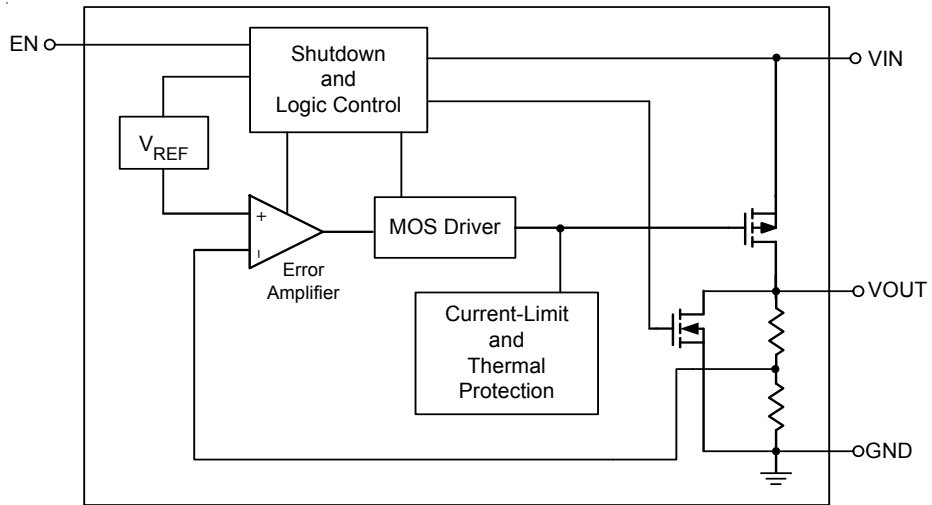 EN
Shutdown
and
Logic Control
VIN
VREF
+
-
Error
Amplifier
MOS Driver
Current-Limit
and
Thermal
Protection
VOUT
GND